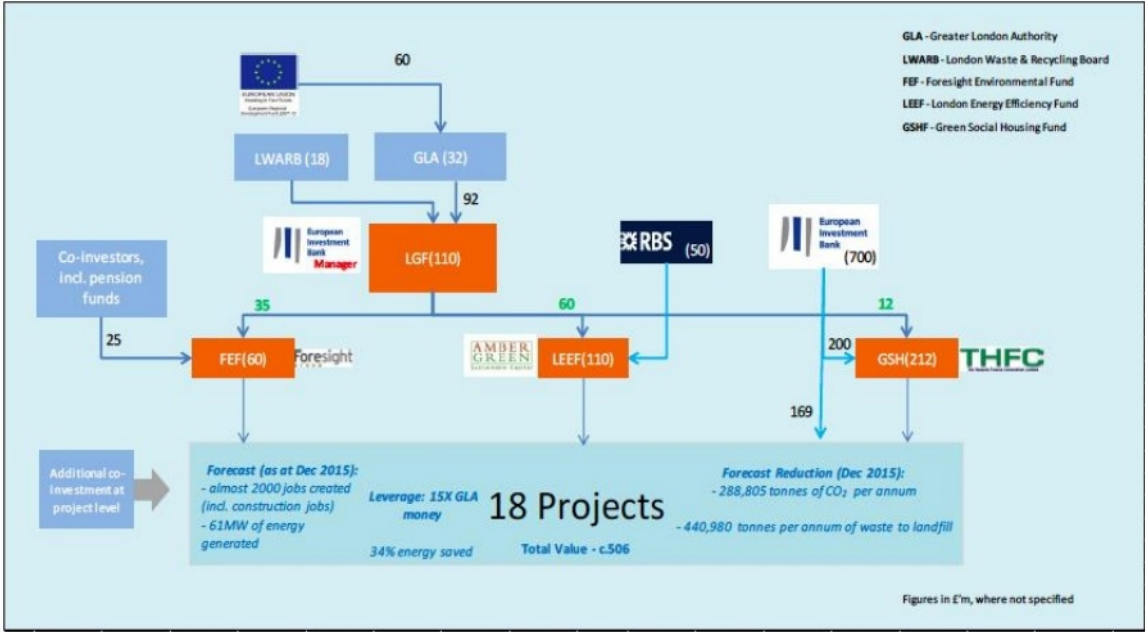 GLA - Greater London Authority
LWARB - London Waste & Recycling Board
FEF - Foresight Environmental Fund
LEEF - London Energy Efficiency Fund
GSHF - Green Social Housing Fund
60
EUROPEAN UNION
LWARB (18)
GLA (32)
92
European
Investment
Bank
Manager
LGF(110)
RBS
(50)
European
Investment
Bank
(700)
Co-investors,
incl. pension
funds
35
60
12
25
200
FEF(60)
Foresight
AMBER
GREEN
Sustainable Capital
LEEF(110)
GSH(212)
THFC
169
Additional co-
investment at
project level
Forecast (as at Dec 2015):
- almost 2000 jobs created
(incl. construction jobs)
- 61MW of energy
generated
Leverage: 15X GLA
money
34% energy saved
18 Projects
Total Value - c.506
Forecast Reduction (Dec 2015):
- 288,805 tonnes of CO₂ per annum
- 440,980 tonnes per annum of waste to landfill
Figures in £'m, where not specified